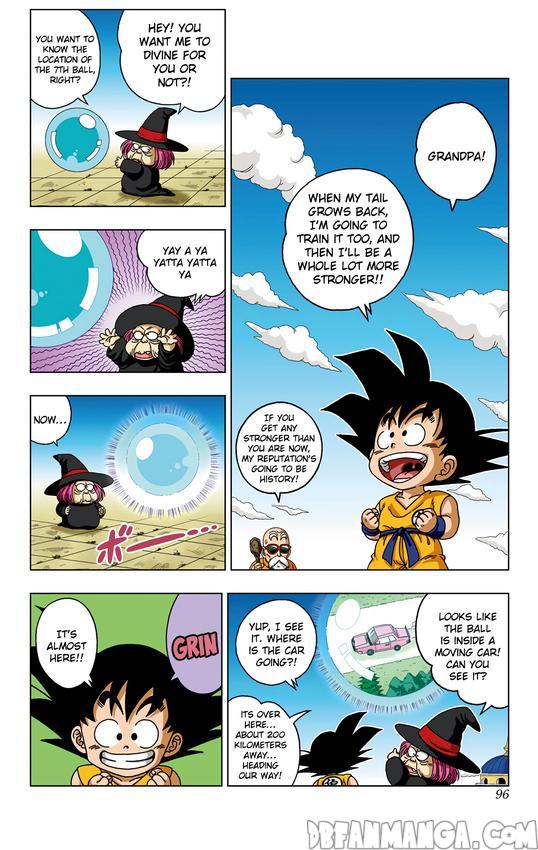 GRANDPA!
WHEN MY TAIL
GROWS BACK,
I'M GOING TO
TRAIN IT TOO, AND
THEN I'LL BE A
WHOLE LOT MORE
STRONGER!!
IF YOU
GET ANY
STRONGER THAN
YOU ARE NOW,
MY REPUTATION'S
GOING TO BE
HISTORY!
HEY! YOU
WANT ME TO
DIVINE FOR
YOU OR
NOT?!
YOU WANT TO
KNOW THE
LOCATION OF
THE 7TH BALL,
RIGHT?
YAY A YA
YATTA YATTA
YA
NOW...
ボー…
LOOKS LIKE
THE BALL
IS INSIDE A
MOVING CAR!
CAN YOU
SEE IT?
YUP, I SEE
IT. WHERE IS
THE CAR
GOING?!
ITS OVER
HERE...
ABOUT 200
KILOMETERS
AWAY...
HEADING
OUR WAY!
GRIN
IT'S
ALMOST
HERE!!
96
DBFANMANGA.COM